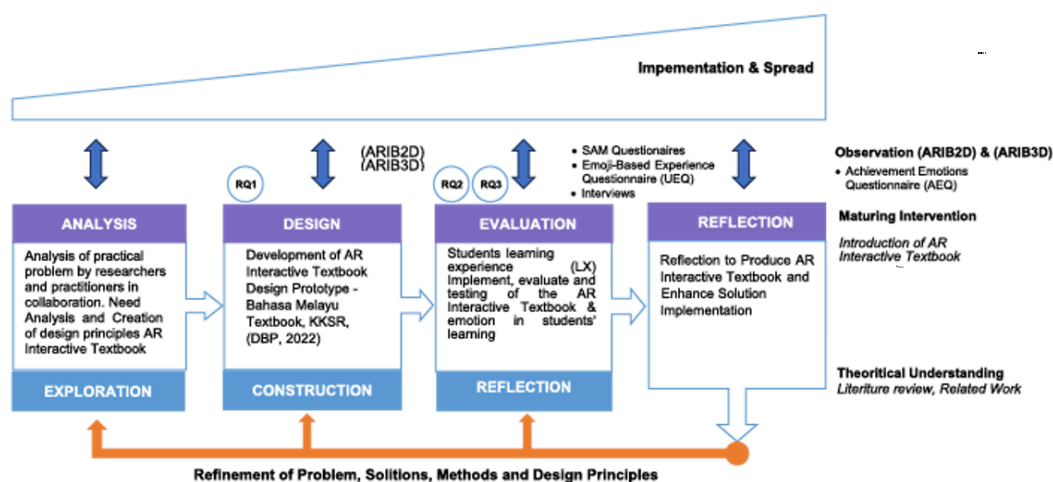 Impementation & Spread
(ARIB2D)
(ARIB3D)
• SAM Questionaires
• Emoji-Based Experience
Questionnaire (UEQ)
• Interviews
Observation (ARIB2D) & (ARIB3D)
• Achievement Emotions
Questionnaire (AEQ)
RQ1
RQ2
RQ3
ANALYSIS
Analysis of practical
problem by researchers
and practitioners in
collaboration. Need
Analysis and Creation
of design principles AR
Interactive Textbook
EXPLORATION
DESIGN
Development of AR
Interactive Textbook
Design Prototype -
Bahasa Melayu
Textbook, KKSR,
(DBP, 2022)
CONSTRUCTION
EVALUATION
Students learning
experience (LX)
Implement, evaluate and
testing of the AR
Interactive Textbook &
emotion in students'
learning
REFLECTION
REFLECTION
Reflection to Produce AR
Interactive Textbook and
Enhance Solution
Implementation
Maturing Intervention
Introduction of AR
Interactive Textbook
Theoritical Understanding
Literiture review, Related Work
Refinement of Problem, Solitions, Methods and Design Principles